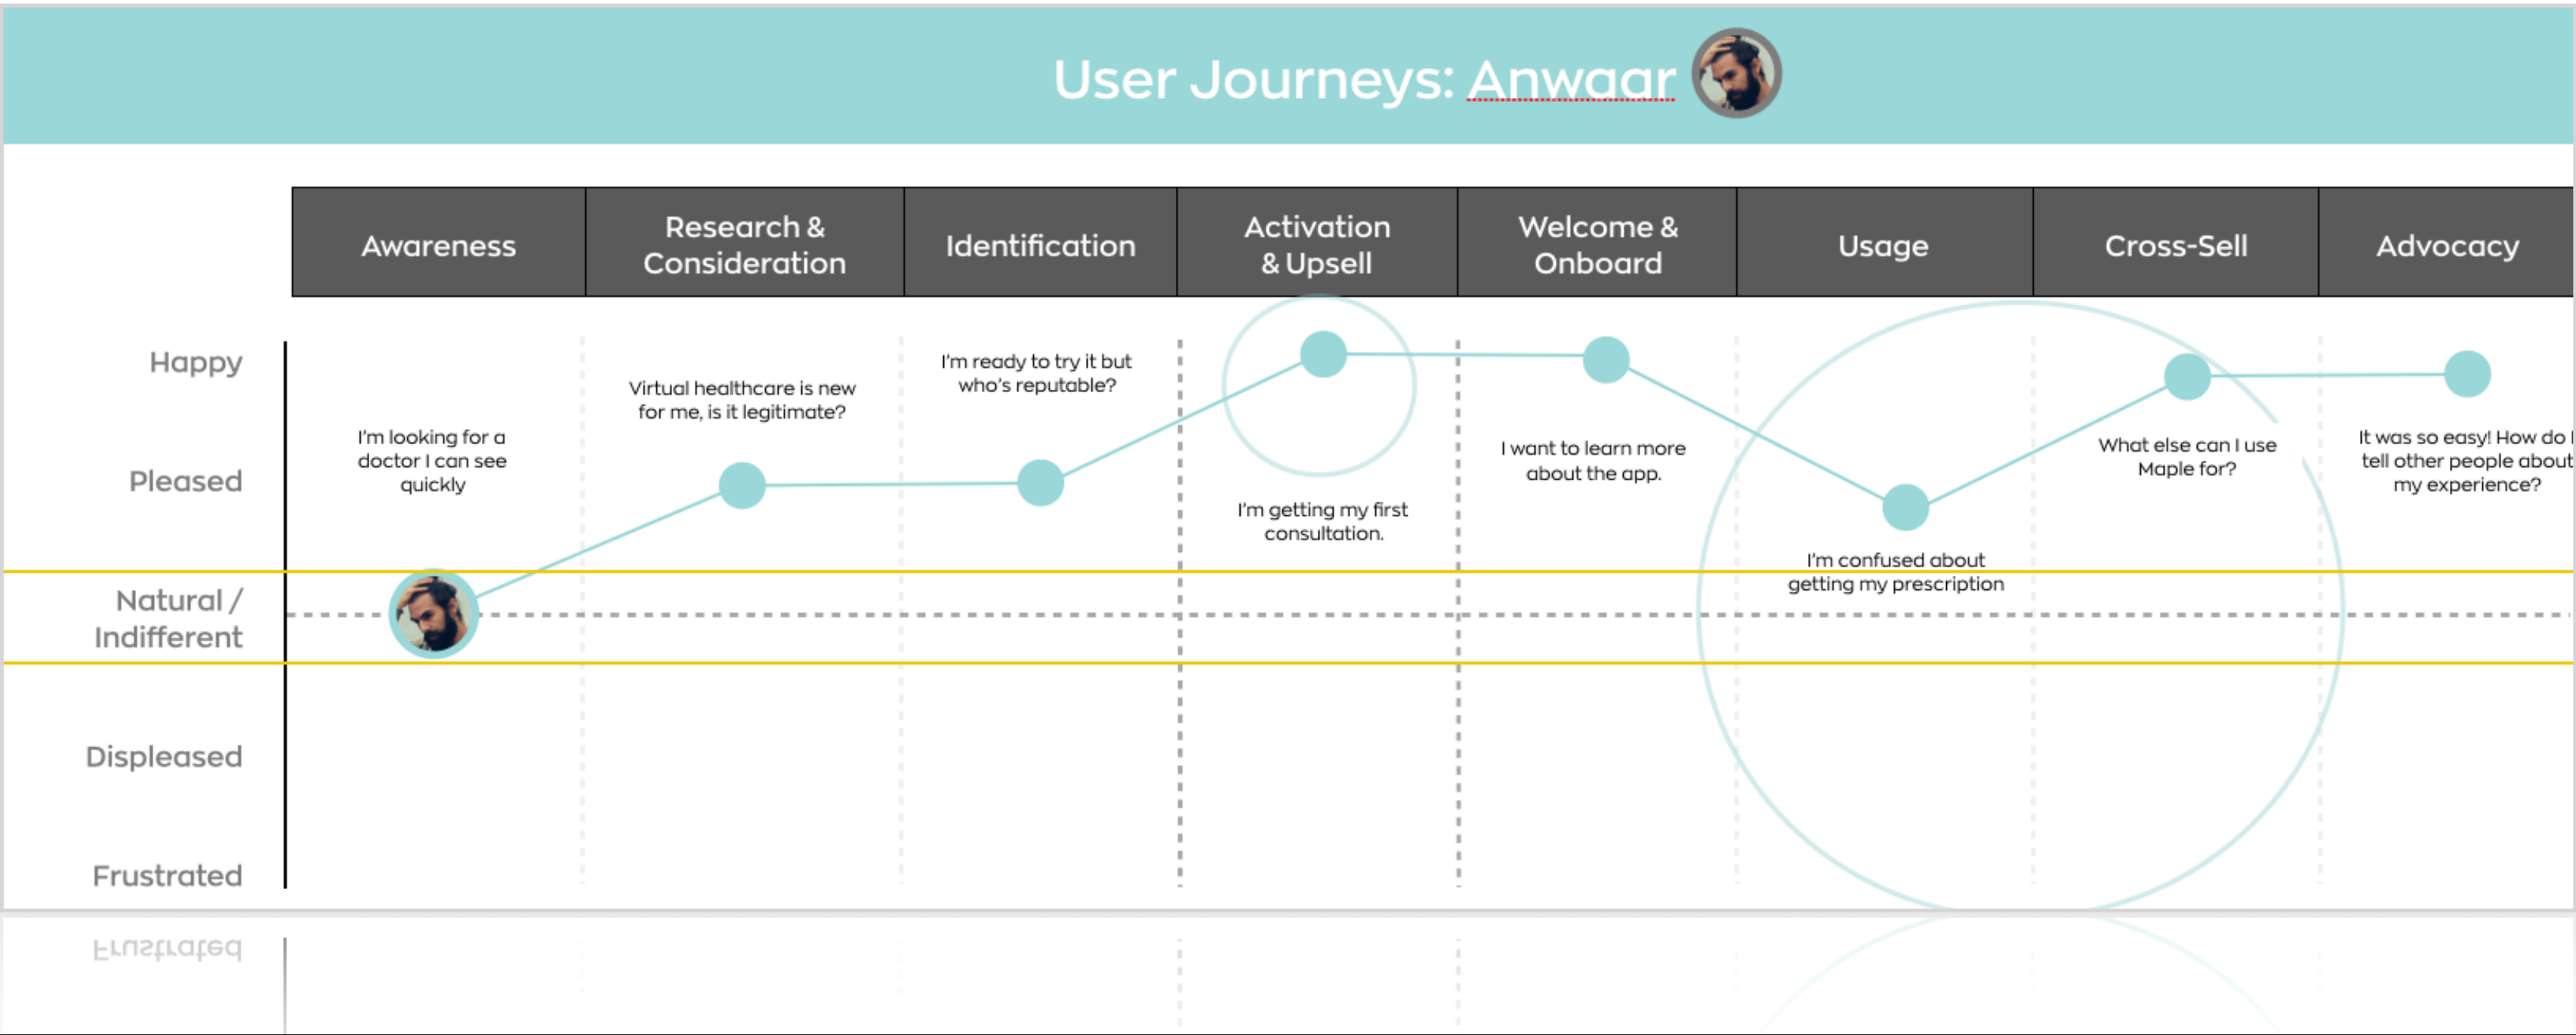 User Journeys: Anwaar
Awareness
Research &
Consideration
Identification
Activation
& Upsell
Welcome &
Onboard
Usage
Cross-Sell
Advocacy
Happy
Pleased
Natural /
Indifferent
Displeased
Frustrated
I'm looking for a
doctor I can see
quickly
Virtual healthcare is new
for me, is it legitimate?
I'm ready to try it but
who's reputable?
I'm getting my first
consultation.
I want to learn more
about the app.
I'm confused about
getting my prescription
What else can I use
Maple for?
It was so easy! How do I
tell other people about
my experience?
Frustrated